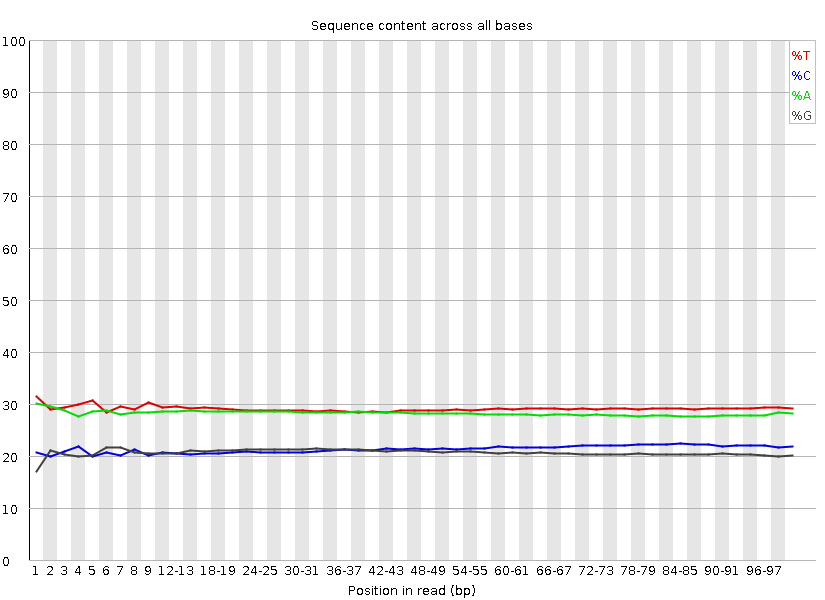 Sequence content across all bases
%T
%C
%A
%G
100
90
80
70
60
50
40
30
20
10
0
1 2 3 4 5 6 7 8 9 12-13 18-19 24-25 30-31 36-37 42-43 48-49 54-55 60-61 66-67 72-73 78-79 84-85 90-91 96-97
Position in read (bp)